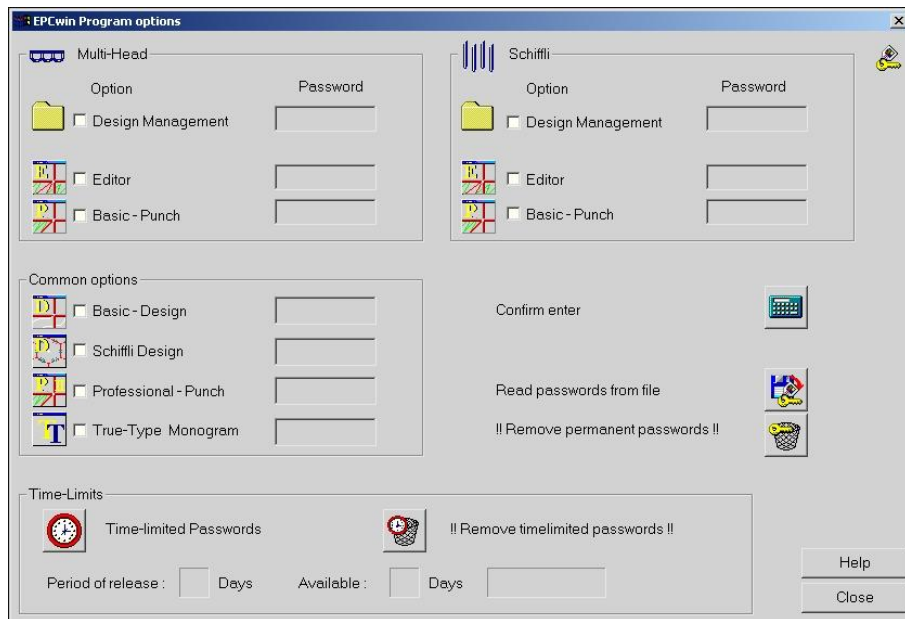 EPCwin Program options
Multi-Head
Option Password
Design Management
Editor
Basic - Punch
Schiffli
Option Password
Design Management
Editor
Basic - Punch
Common options
Basic - Design
Schiffli Design
Professional - Punch
True-Type Monogram
Confirm enter
Read passwords from file
!! Remove permanent passwords !!
Time-Limits
Time-limited Passwords
!! Remove timelimited passwords !!
Period of release : Days Available : Days
Help
Close